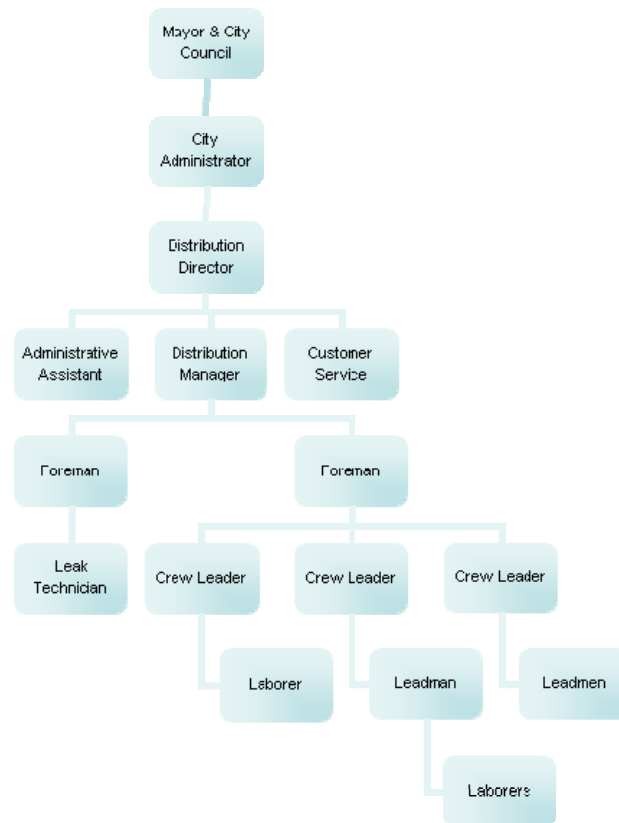 Mayor & City
Council
City
Administrator
Distribution
Director
Administrative
Assistant
Distribution
Manager
Customer
Service
Foreman
Foreman
Leak
Technician
Crew Leader
Crew Leader
Crew Leader
Laborer
Leadman
Leadmen
Laborers